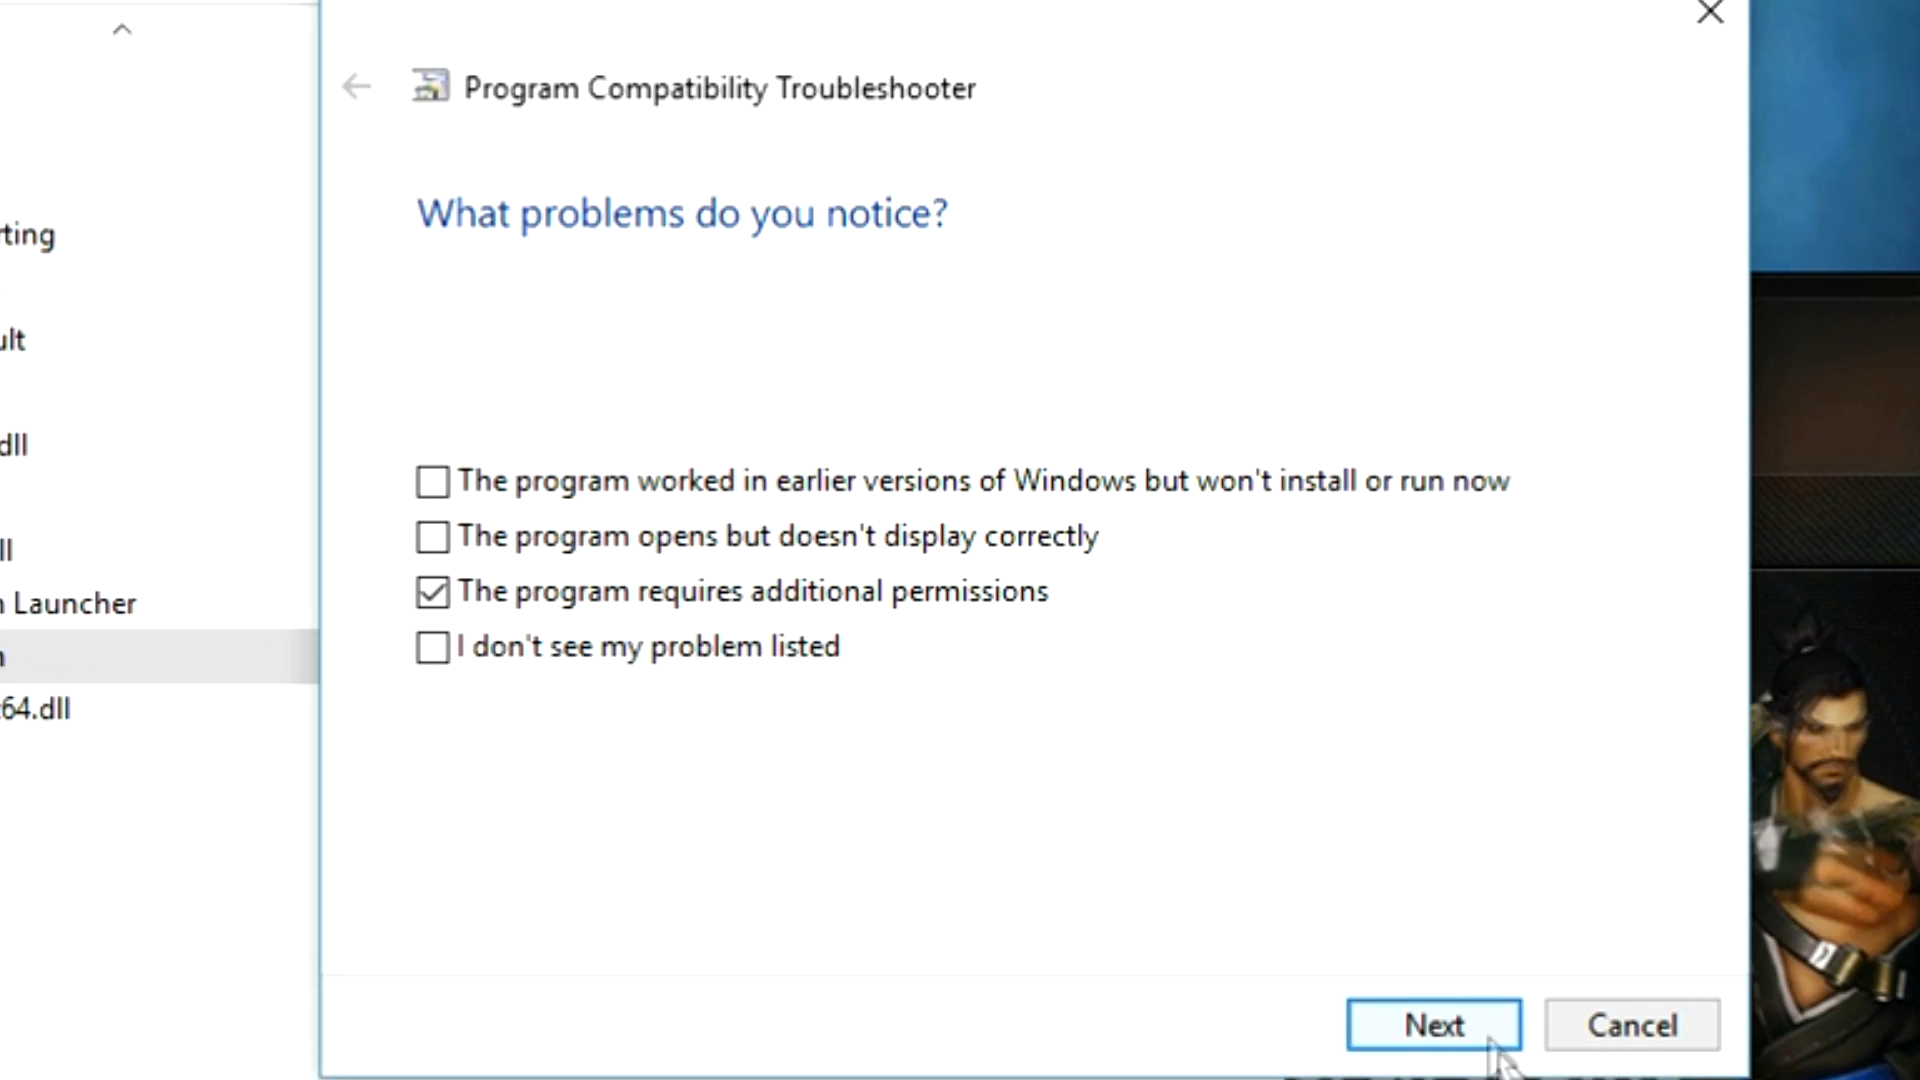 Program Compatibility Troubleshooter
What problems do you notice?
The program worked in earlier versions of Windows but won't install or run now
The program opens but doesn't display correctly
The program requires additional permissions
I don't see my problem listed
Next
Cancel
rting
ult
dll
ll
n Launcher
n
64.dll